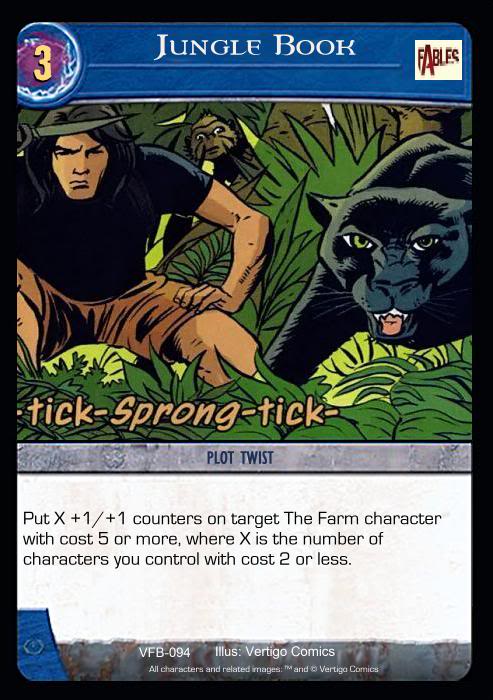 3
JUNGLE BOOK
FABLES
-tick-Sprong-tick-
PLOT TWIST
Put X +1/+1 counters on target The Farm character
with cost 5 or more, where X is the number of
characters you control with cost 2 or less.
VFB-094 Illus: Vertigo Comics
All characters and related images: ™ and © Vertigo Comics